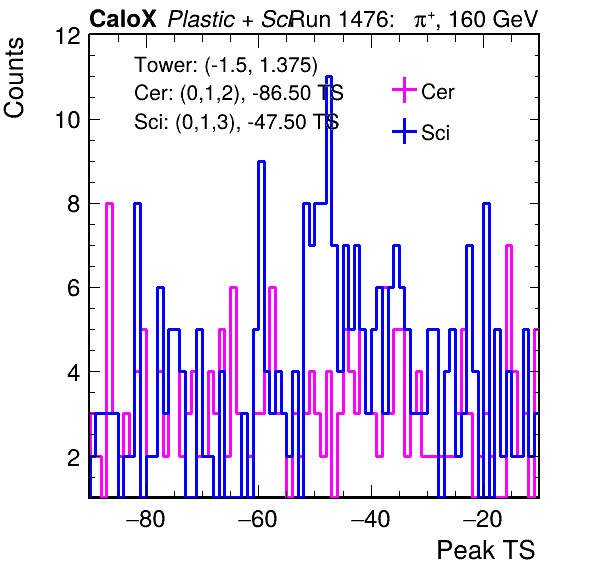 CaloX Plastic + Sci Run 1476: π⁺, 160 GeV
Counts
12
10
8
6
4
2
Tower: (-1.5, 1.375)
Cer: (0,1,2), -86.50 TS
Sci: (0,1,3), -47.50 TS
Cer
Sci
−80
−60
−40
−20
Peak TS